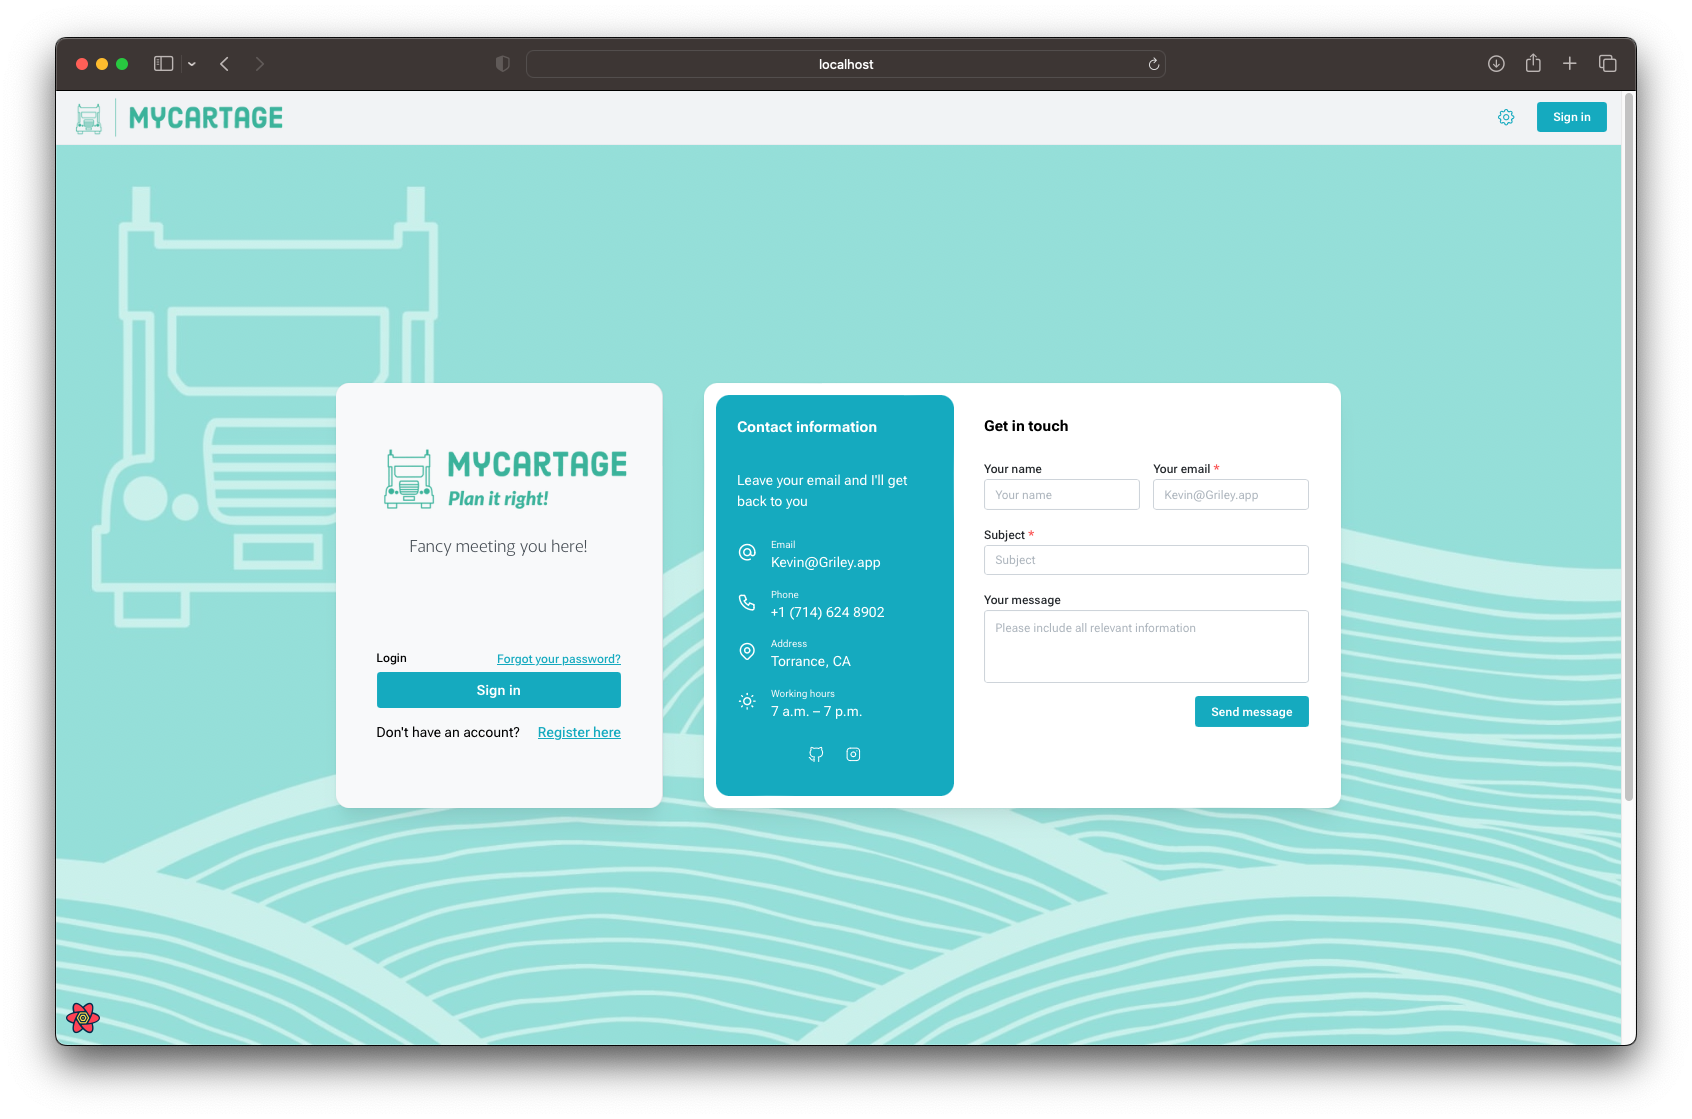 localhost
MYCARTAGE
Sign in
MYCARTAGE
Plan it right!
Fancy meeting you here!
Login
Forgot your password?
Sign in
Don't have an account?
Register here
Contact information
Leave your email and I'll get
back to you
Email
Kevin@Griley.app
Phone
+1 (714) 624 8902
Address
Torrance, CA
Working hours
7 a.m. – 7 p.m.
Get in touch
Your name
Your email *
Your name
Kevin@Griley.app
Subject *
Subject
Your message
Please include all relevant information
Send message